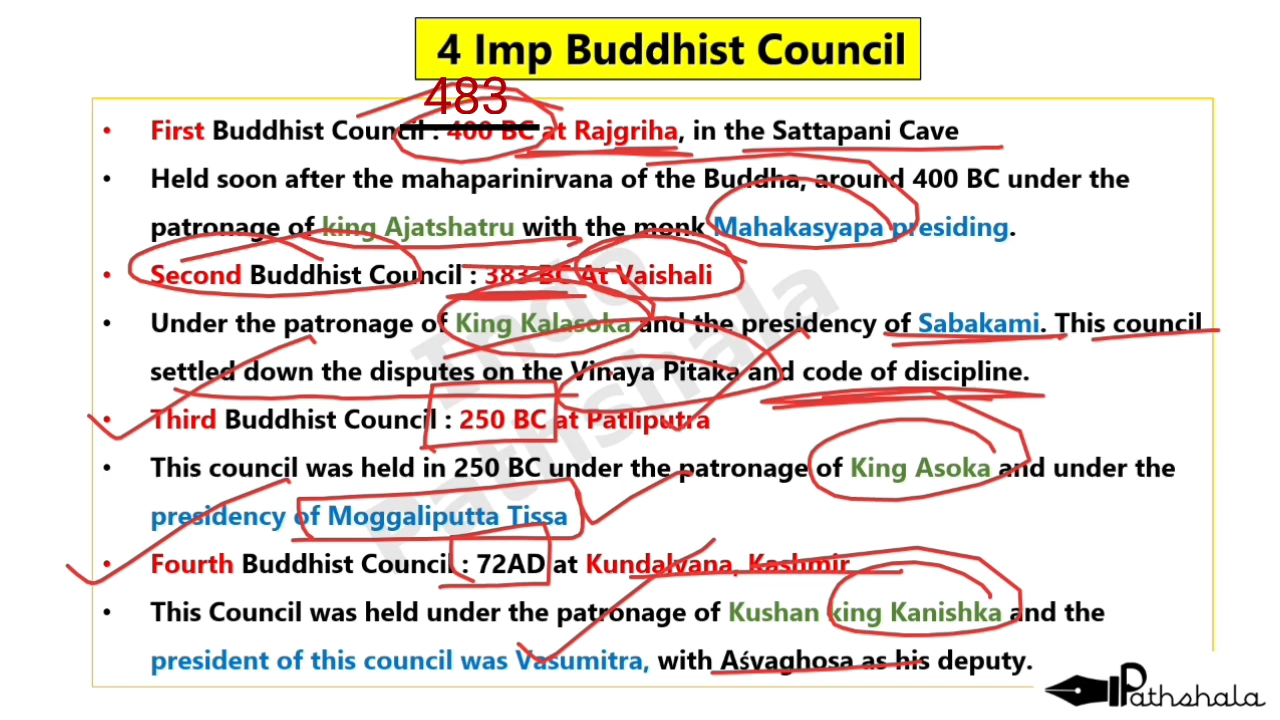 4 Imp Buddhist Council
483
• First Buddhist Council : 400 BC at Rajgriha, in the Sattapani Cave
• Held soon after the mahaparinirvana of the Buddha, around 400 BC under the
patronage of king Ajatshatru with the monk Mahakasyapa presiding.
• Second Buddhist Council : 383 BC At Vaishali
• Under the patronage of King Kalasoka and the presidency of Sabakami. This council
settled down the disputes on the Vinaya Pitaka and code of discipline.
• Third Buddhist Council : 250 BC at Patliputra
• This council was held in 250 BC under the patronage of King Asoka and under the
presidency of Moggaliputta Tissa
• Fourth Buddhist Council : 72AD at Kundalvana, Kashmir
• This Council was held under the patronage of Kushan king Kanishka and the
president of this council was Vasumitra, with Aśvaghosa as his deputy.
Indo
Pathshala
Pathshala